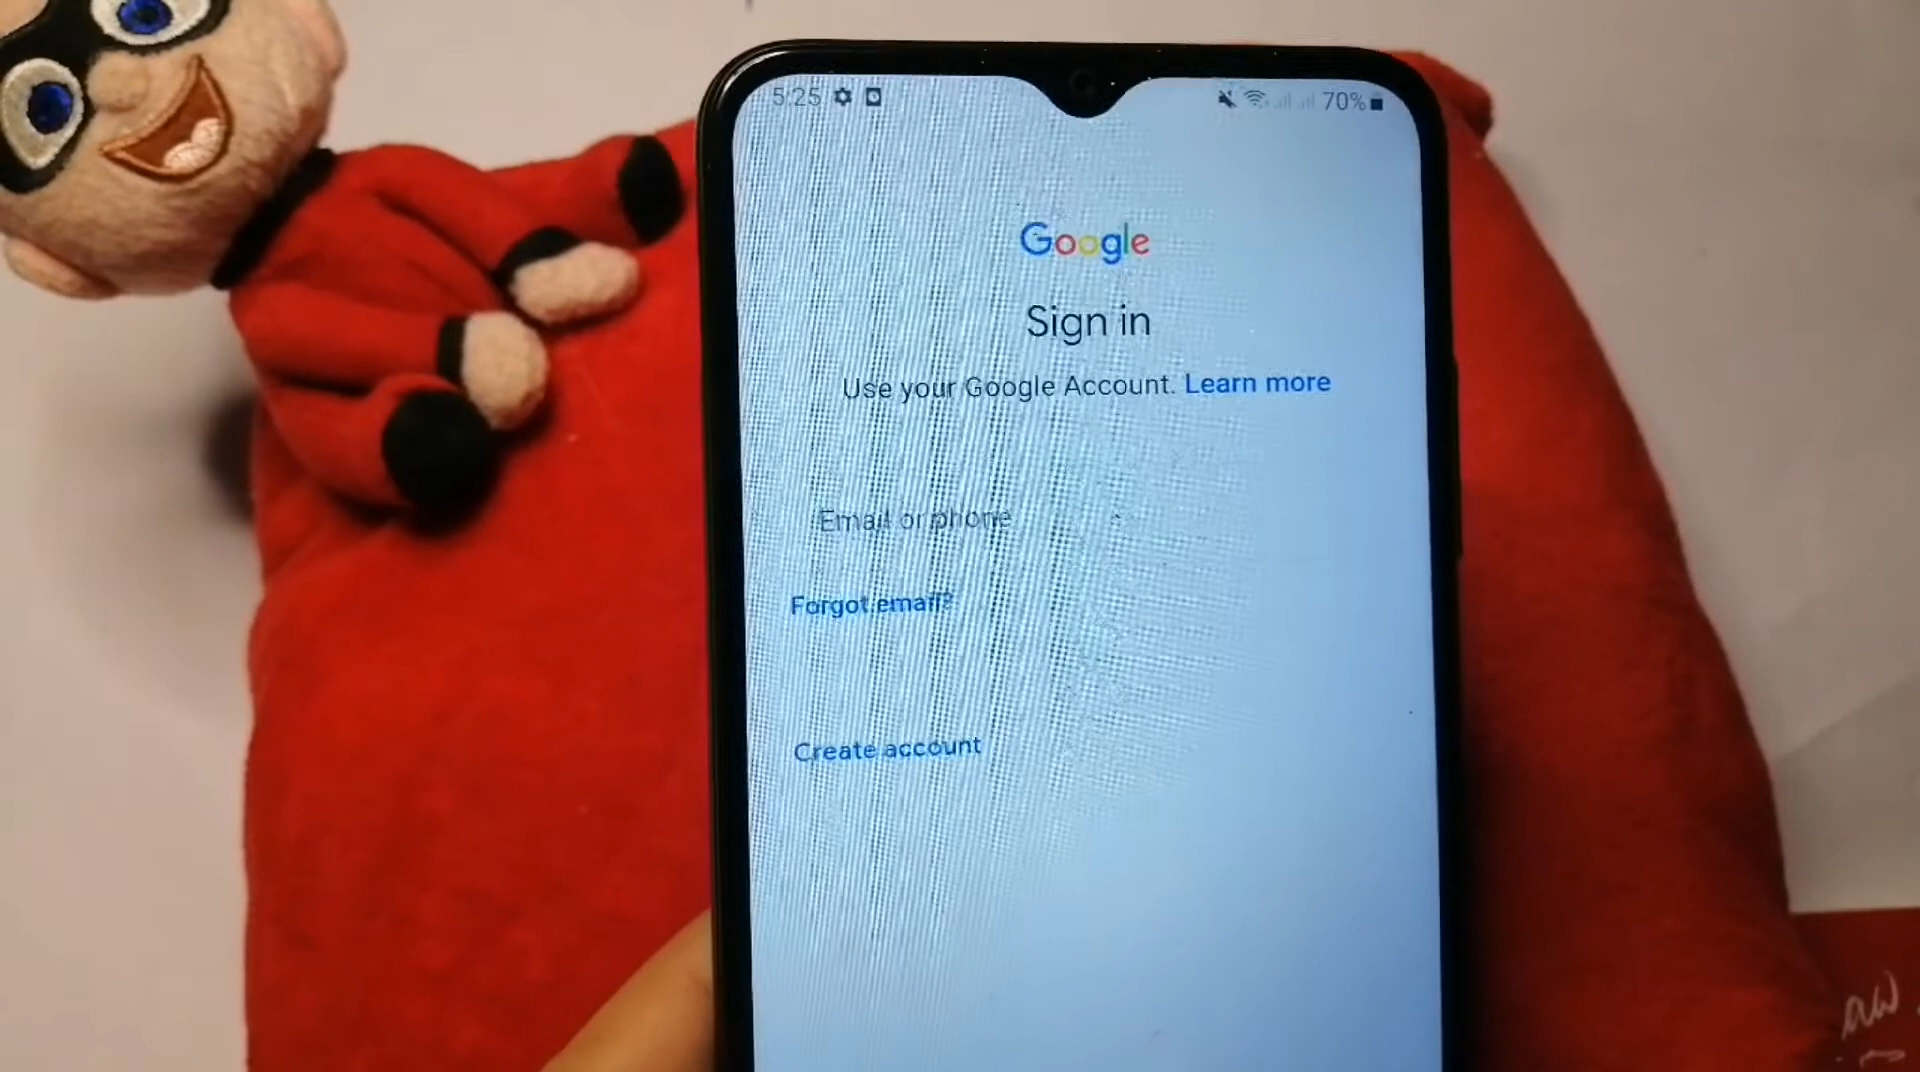 5:25 70%
Google
Sign in
Use your Google Account. Learn more
Email or phone
Forgot email?
Create account